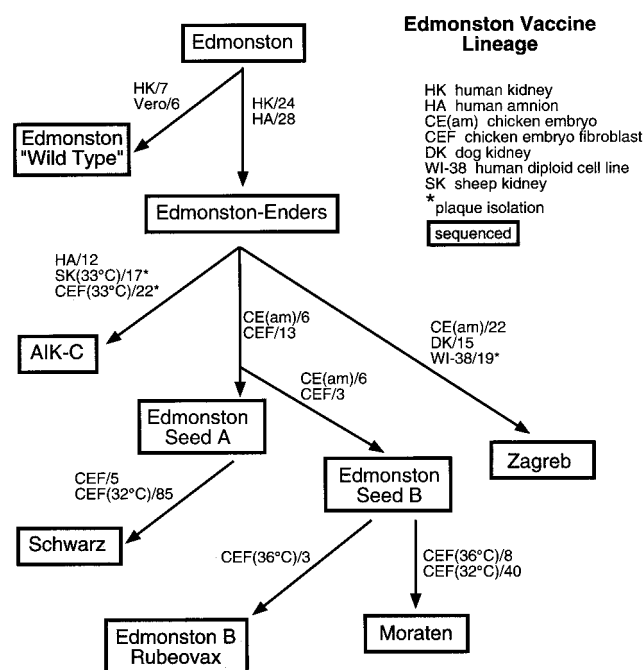 Edmonston Vaccine
Lineage
Edmonston
HK human kidney
HA human amnion
CE(am) chicken embryo
CEF chicken embryo fibroblast
DK dog kidney
WI-38 human diploid cell line
SK sheep kidney
*plaque isolation
sequenced
HK/7
Vero/6
HK/24
HA/28
Edmonston
"Wild Type"
Edmonston-Enders
HA/12
SK(33°C)/17*
CEF(33°C)/22*
CE(am)/6
CEF/13
CE(am)/22
DK/15
WI-38/19*
AIK-C
CE(am)/6
CEF/3
Edmonston
Seed A
Zagreb
Edmonston
Seed B
CEF/5
CEF(32°C)/85
Schwarz
CEF(36°C)/3
CEF(36°C)/8
CEF(32°C)/40
Edmonston B
Rubeovax
Moraten